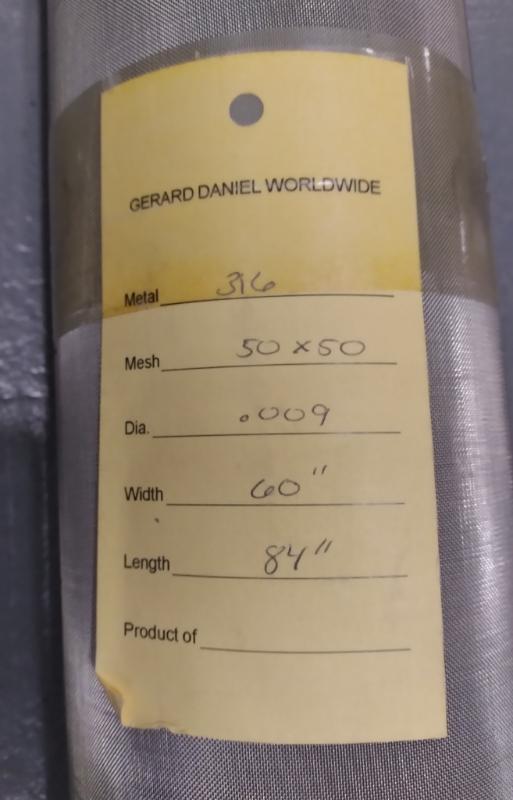 GERARD DANIEL WORLDWIDE
Metal 316
Mesh 50 x 50
Dia. .009
Width 60"
Length 84"
Product of